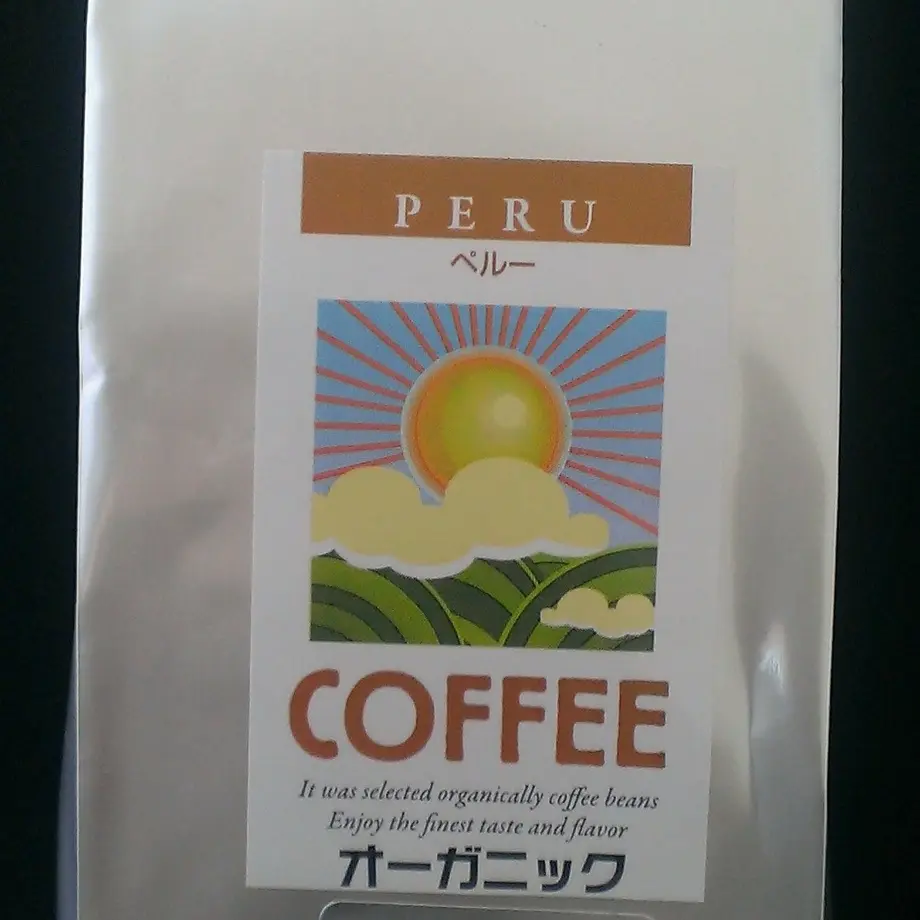 PERU
ペルー
COFFEE
It was selected organically coffee beans
Enjoy the finest taste and flavor
オーガニック